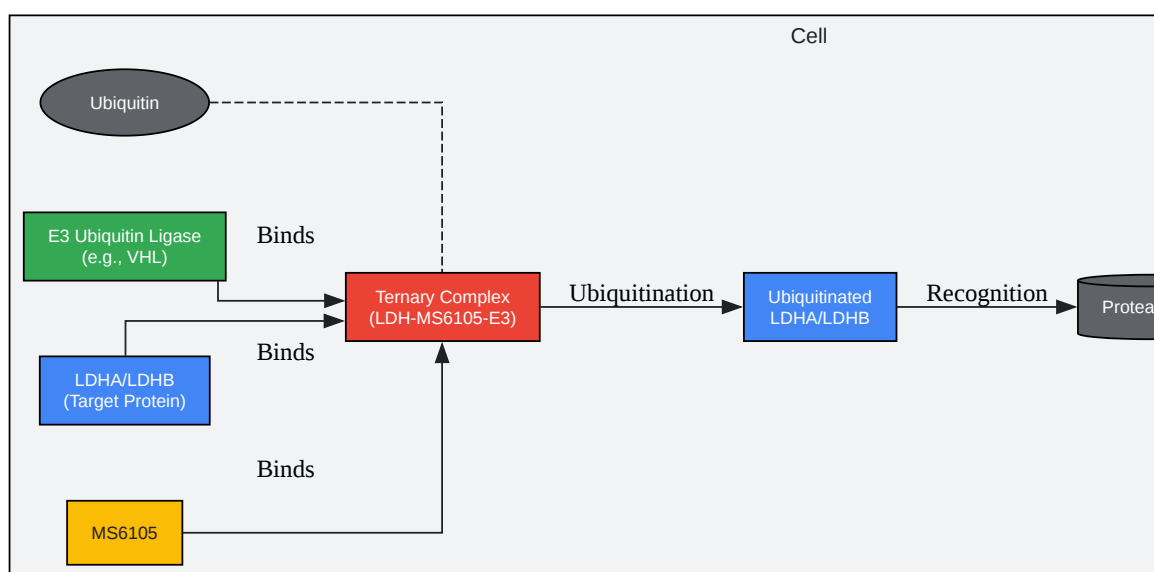 Cell
Ubiquitin
E3 Ubiquitin Ligase
(e.g., VHL)
Binds
Ternary Complex
(LDH-MS6105-E3)
Ubiquitination
Ubiquitinated
LDHA/LDHB
Recognition
Protea
Binds
LDHA/LDHB
(Target Protein)
Binds
MS6105